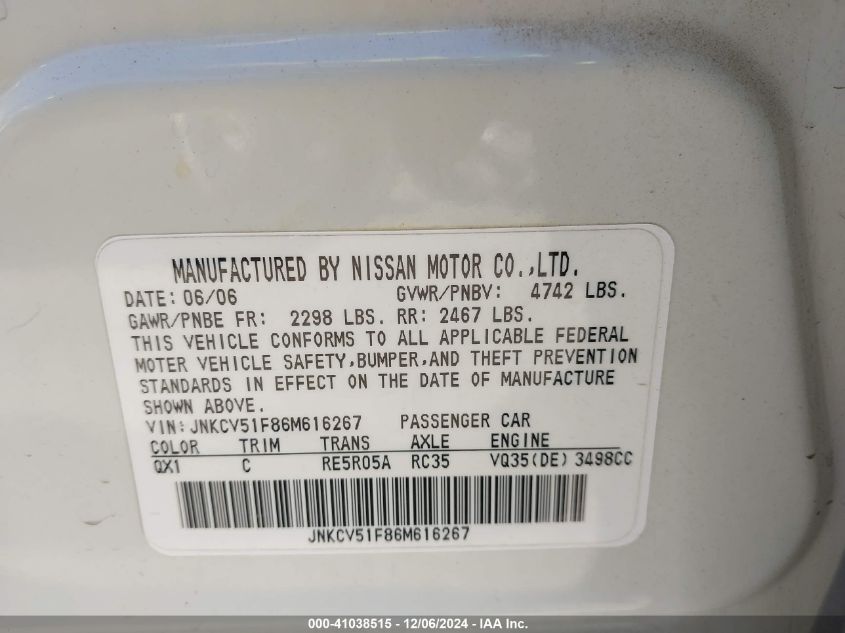 MANUFACTURED BY NISSAN MOTOR CO.,LTD.
DATE: 06/06 GVWR/PNBV: 4742 LBS.
GAWR/PNBE FR: 2298 LBS. RR: 2467 LBS.
THIS VEHICLE CONFORMS TO ALL APPLICABLE FEDERAL
MOTER VEHICLE SAFETY,BUMPER,AND THEFT PREVENTION
STANDARDS IN EFFECT ON THE DATE OF MANUFACTURE
SHOWN ABOVE.
VIN: JNKCV51F86M616267 PASSENGER CAR
COLOR TRIM TRANS AXLE ENGINE
QX1 C RE5R05A RC35 VQ35(DE) 3498CC
JNKCV51F86M616267
000-41038515 - 12/06/2024 - IAA Inc.